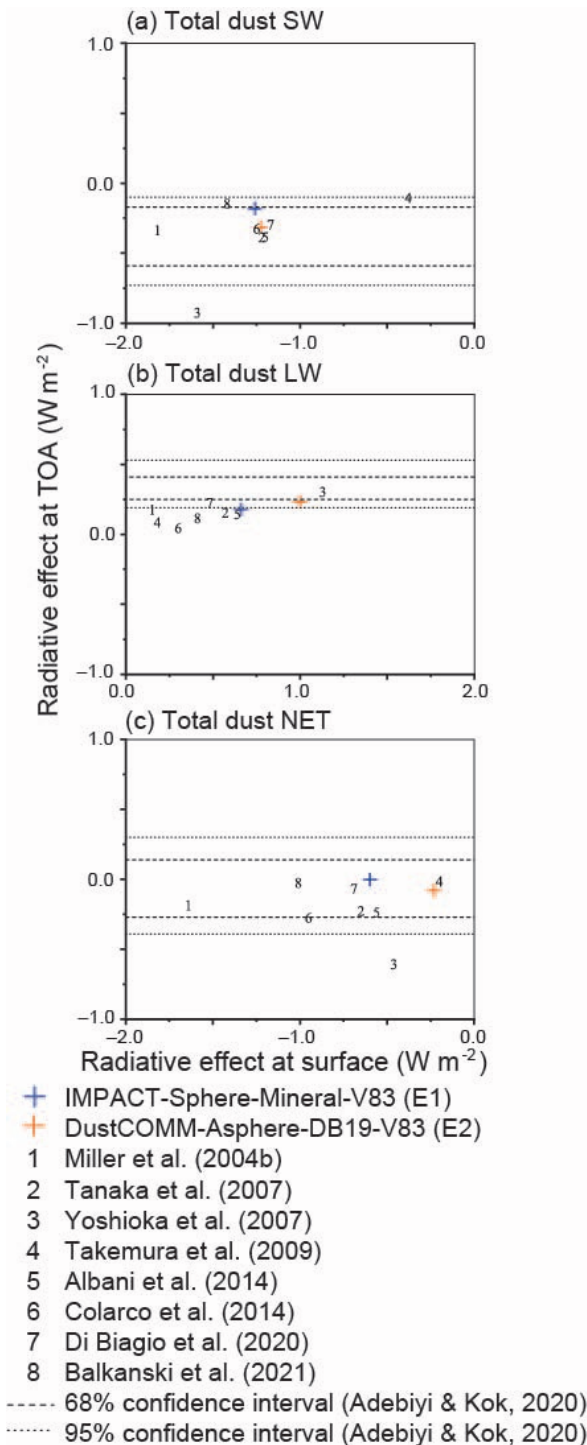 (a) Total dust SW
1.0
0.0
–1.0
–2.0 –1.0 0.0
8 4 1 6 7 2 5 3
(b) Total dust LW
1.0
0.0
–1.0
0.0 1.0 2.0
1 4 6 8 7 2 5 3
(c) Total dust NET
1.0
0.0
–1.0
–2.0 –1.0 0.0
1 8 6 7 2 5 3 4
Radiative effect at TOA (W m-2)
Radiative effect at surface (W m-2)
IMPACT-Sphere-Mineral-V83 (E1)
DustCOMM-Asphere-DB19-V83 (E2)
1 Miller et al. (2004b)
2 Tanaka et al. (2007)
3 Yoshioka et al. (2007)
4 Takemura et al. (2009)
5 Albani et al. (2014)
6 Colarco et al. (2014)
7 Di Biagio et al. (2020)
8 Balkanski et al. (2021)
68% confidence interval (Adebiyi & Kok, 2020)
95% confidence interval (Adebiyi & Kok, 2020)